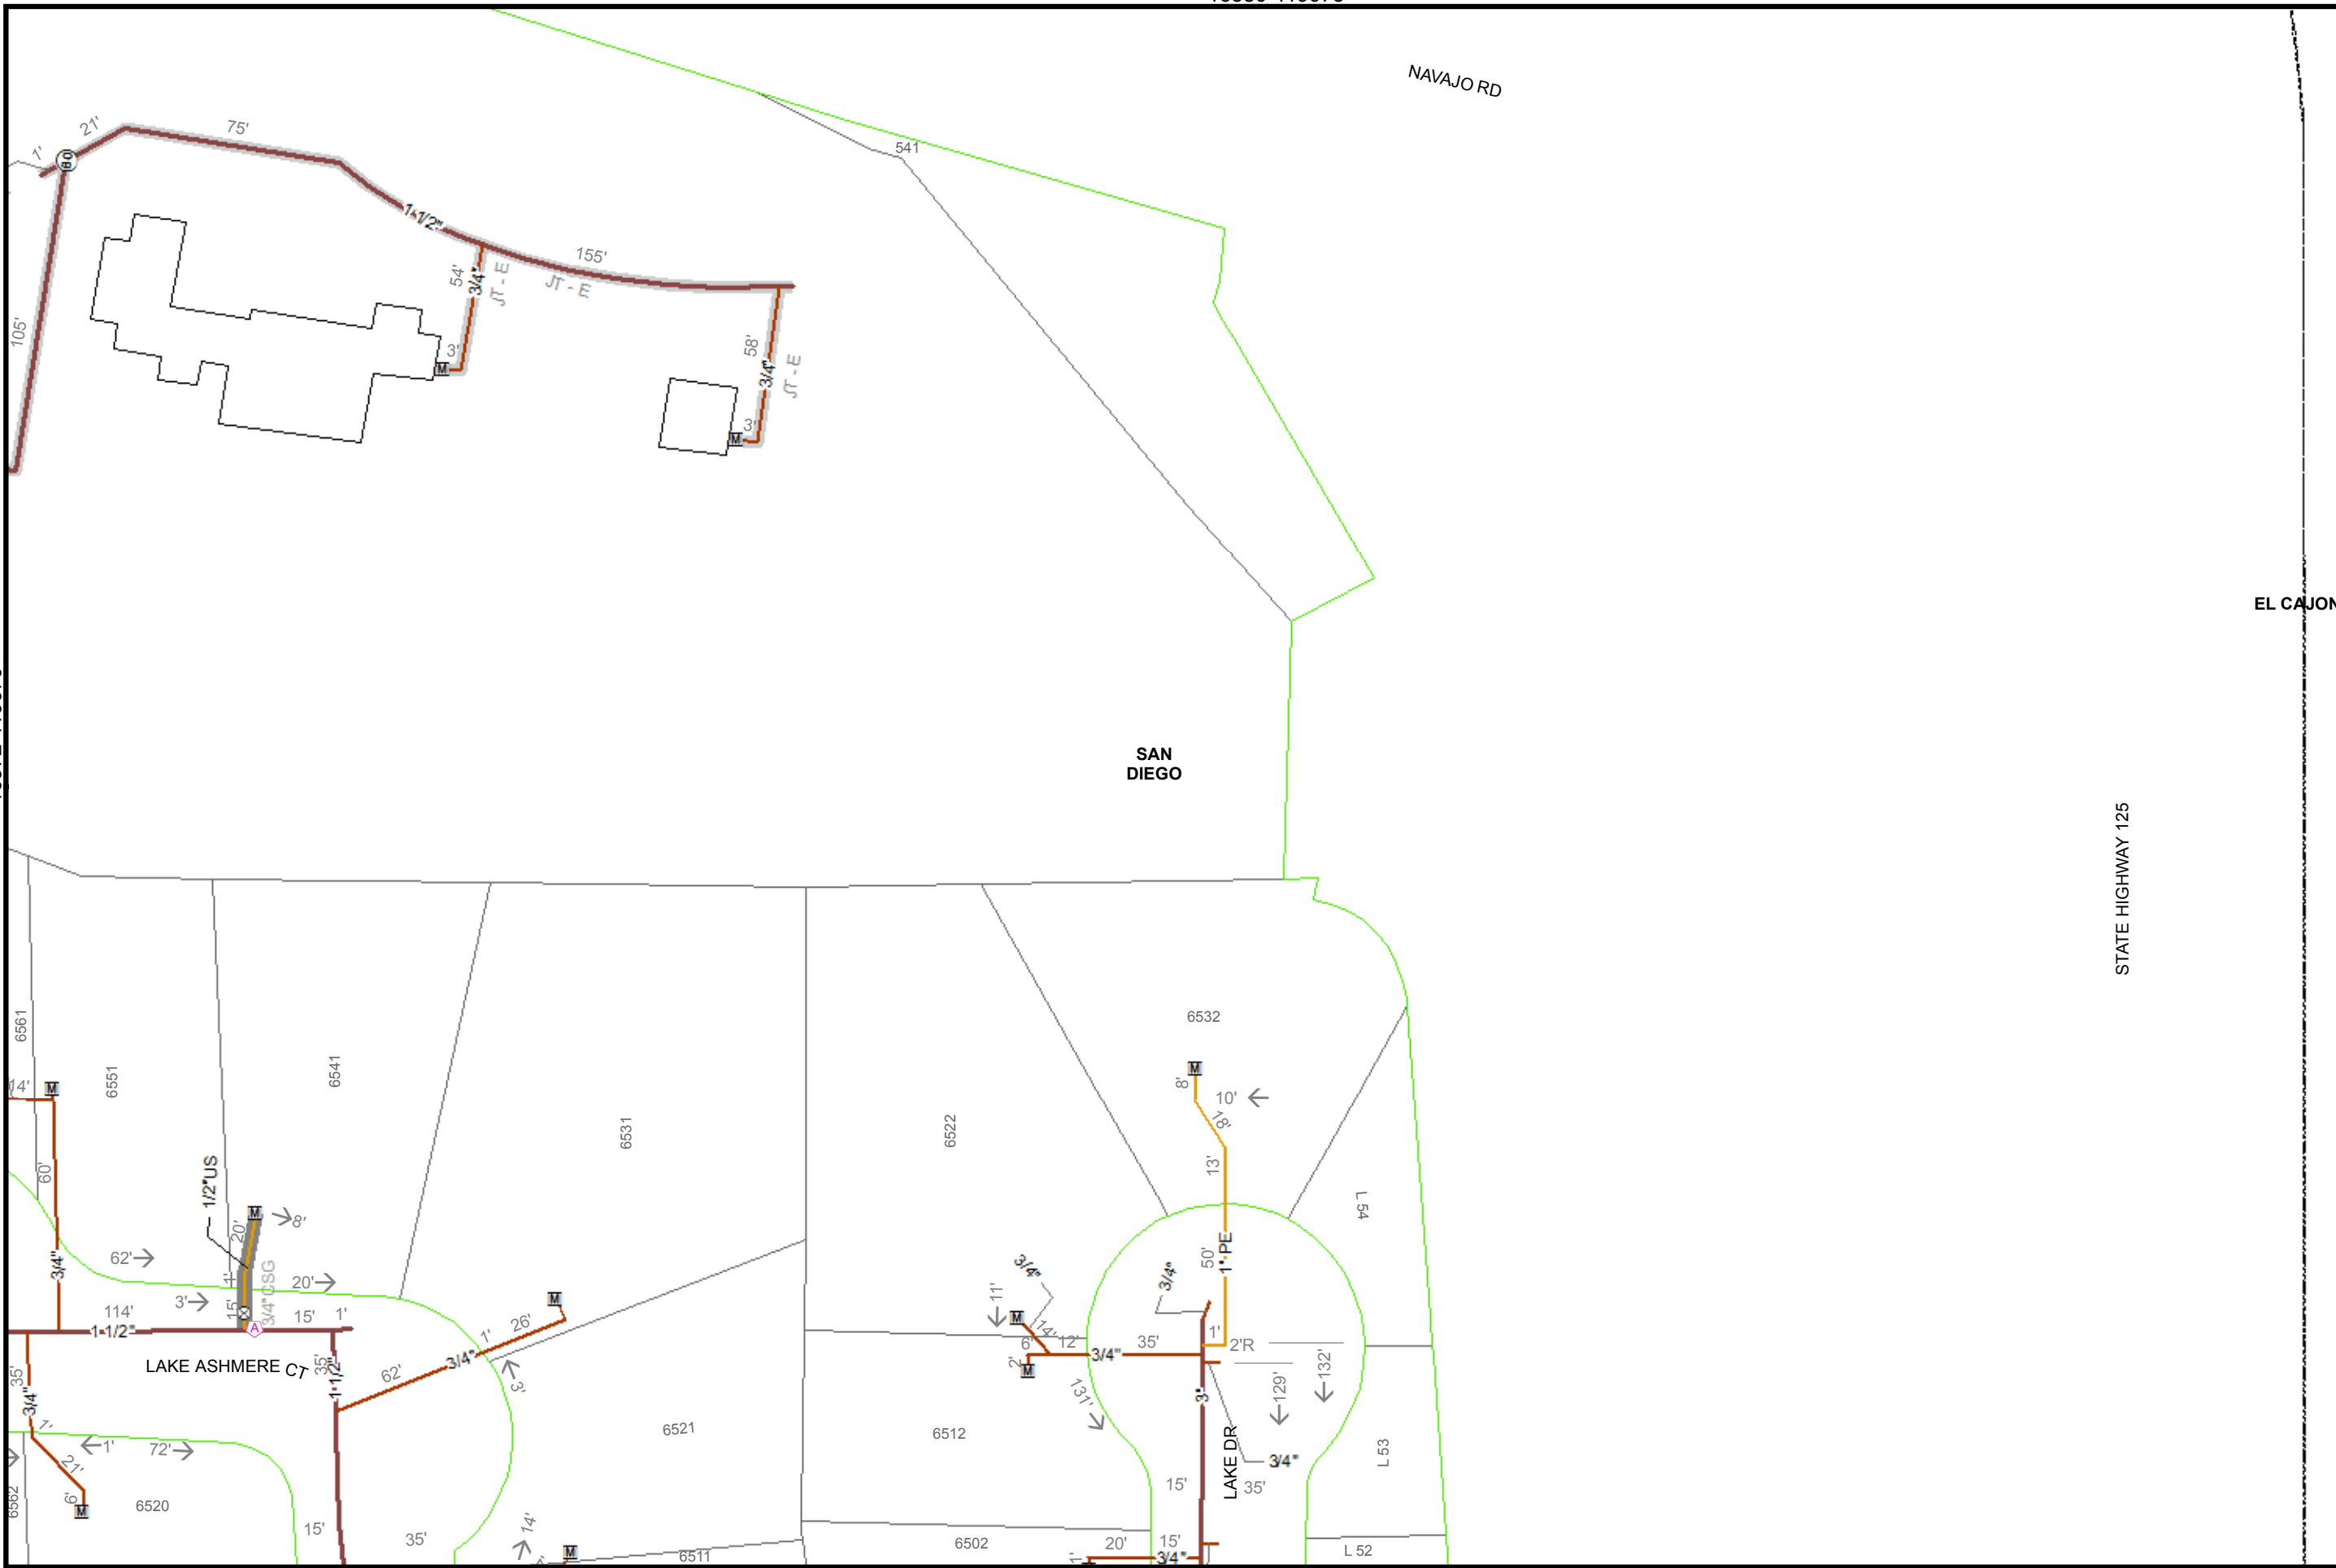 NAVAJO RD
21'
75'
1'
60
541
1-1/2"
155'
54'
3/4"
JT - E
JT - E
105'
3'
M
58'
3/4"
JT - E
3'
M
EL CAJON
SAN
DIEGO
STATE HIGHWAY 125
6561
6551
6541
6531
6522
6532
14'
M
60'
3/4"
1/2"US
M
8'
20'
62'
1'
20'
3/4"CSG
3'
15'
114'
15'
1'
1-1/2"
A
LAKE ASHMERE CT
35'
1-1/2"
M
26'
1'
3/4"
62'
3'
35'
3/4"
1'
1'
72'
21'
6'
M
6562
6520
15'
35'
14'
M
6511
6521
M
8'
10'
18'
13'
L 54
50'
1" PE
3/4"
3/4"
11'
M
14'
6'
12'
35'
1'
2'R
2'
M
3/4"
131'
129'
132'
3"
LAKE DR
6512
L 53
3/4"
35'
15'
6502
20'
15'
1'
3/4"
L 52